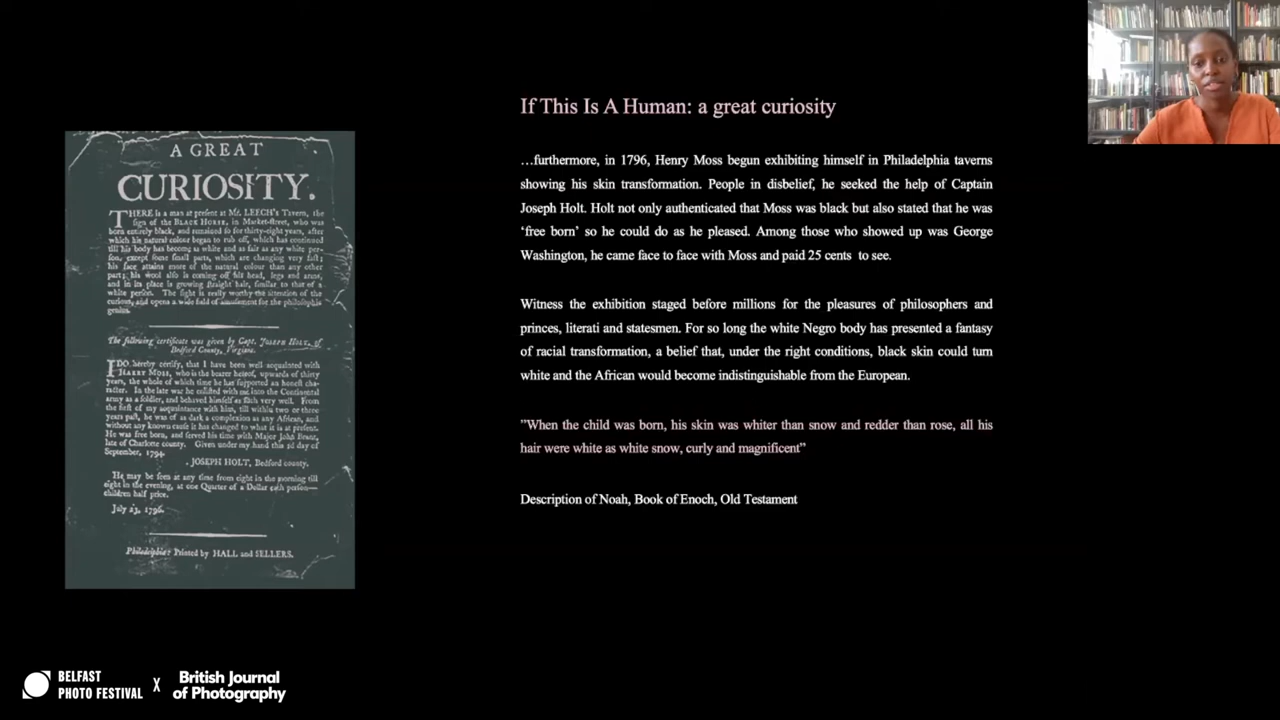 A GREAT
CURIOSITY.
THERE is a man at present at Mr. LEECH's Tavern, the
sign of the BLACK HORSE, in Market-street, who was
born entirely black, and remained so for thirty-eight years, after
which his natural colour began to rub off, which has continued
till his body has become as white and as fair as any white per-
son, except some small parts, which are changing very fast;
his face attains more of the natural colour than any other
part; his wool also is coming off his head, legs and arms,
and in its place is growing straight hair, similar to that of a
white person. The sight is really worthy the attention of the
curious, and opens a wide field of amusement for the philosophic
genius.
The following certificate was given by Capt. JOSEPH HOLT, of
Bedford County, Virginia.
I DO hereby certify, that I have been well acquainted with
HARRY MOSS, who is the bearer hereof, upwards of thirty
years, the whole of which time he has supported an honest cha-
racter. In the late war he enlisted with me into the Continental
army as a soldier, and behaved himself as such very well. From
the first of my acquaintance with him, till within two or three
years past, he was of as dark a complexion as any African, and
without any known cause it has changed to what it is at present.
He was free born, and served his time with Major John Brent,
late of Charlotte county. Given under my hand this 2d day of
September, 1794.
JOSEPH HOLT, Bedford county.
He may be seen at any time from eight in the morning till
eight in the evening, at one Quarter of a Dollar each person—
children half price.
July 23, 1796.
Philadelphia: Printed by HALL and SELLERS.
If This Is A Human: a great curiosity
…furthermore, in 1796, Henry Moss begun exhibiting himself in Philadelphia taverns
showing his skin transformation. People in disbelief, he seeked the help of Captain
Joseph Holt. Holt not only authenticated that Moss was black but also stated that he was
‘free born’ so he could do as he pleased. Among those who showed up was George
Washington, he came face to face with Moss and paid 25 cents to see.
Witness the exhibition staged before millions for the pleasures of philosophers and
princes, literati and statesmen. For so long the white Negro body has presented a fantasy
of racial transformation, a belief that, under the right conditions, black skin could turn
white and the African would become indistinguishable from the European.
”When the child was born, his skin was whiter than snow and redder than rose, all his
hair were white as white snow, curly and magnificent”
Description of Noah, Book of Enoch, Old Testament
BELFAST
PHOTO FESTIVAL
X
British Journal
of Photography